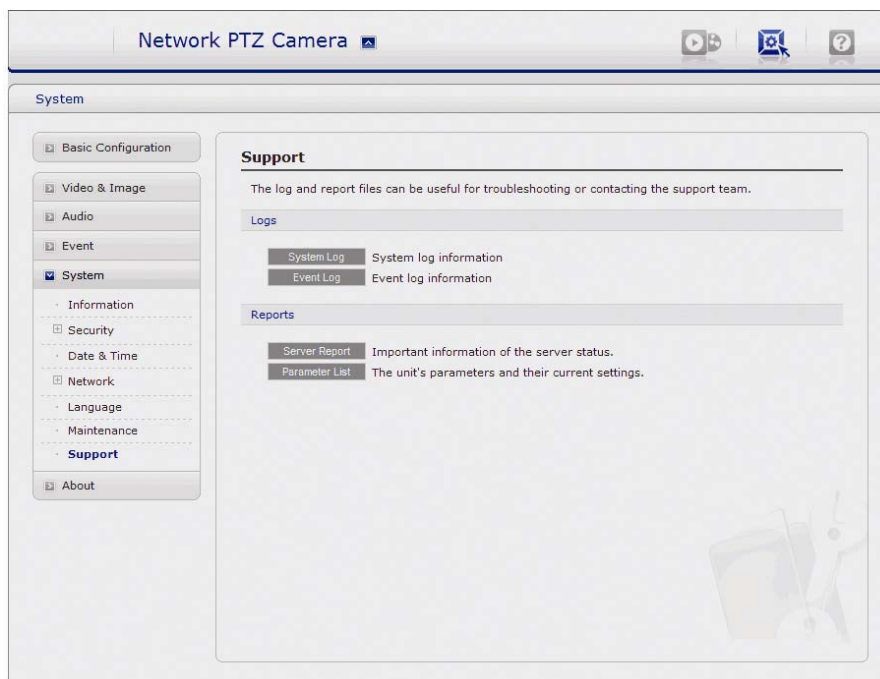 Network PTZ Camera
System
Basic Configuration
Video & Image
Audio
Event
System
Information
Security
Date & Time
Network
Language
Maintenance
Support
About
Support
The log and report files can be useful for troubleshooting or contacting the support team.
Logs
System Log System log information
Event Log Event log information
Reports
Server Report Important information of the server status.
Parameter List The unit's parameters and their current settings.